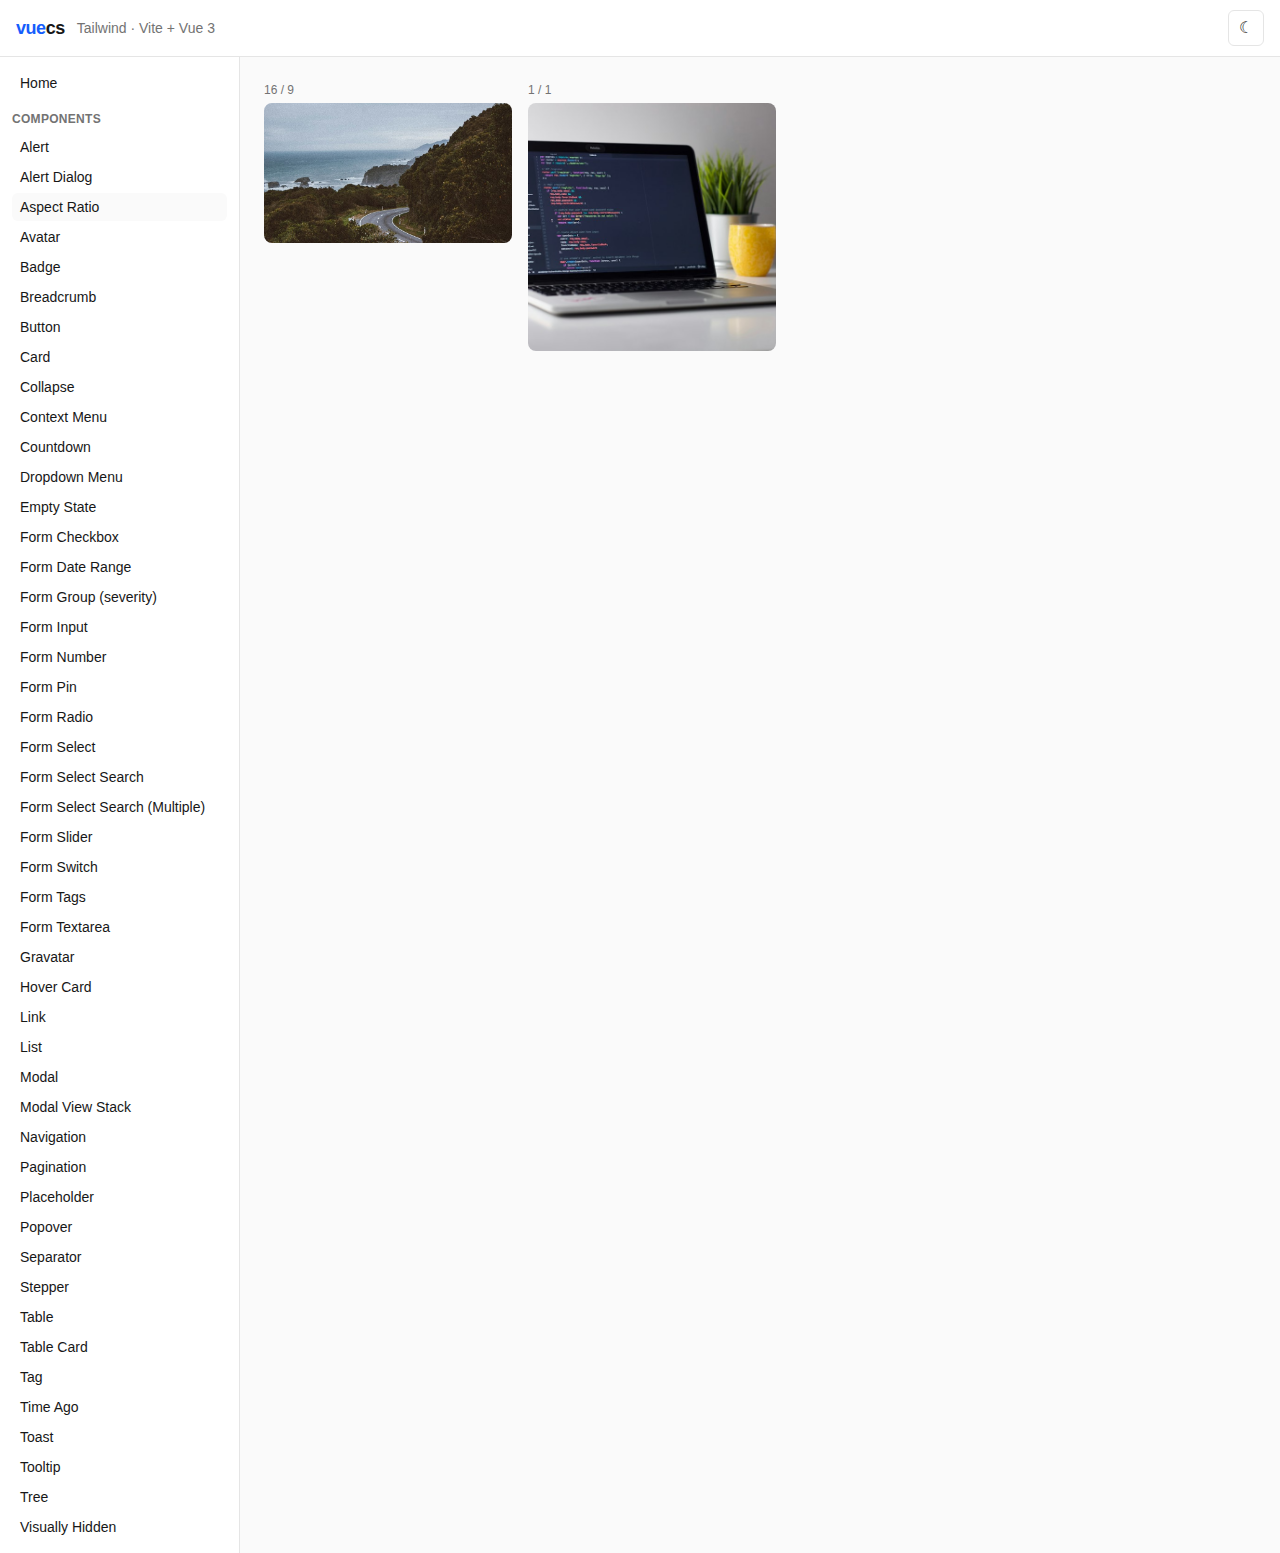 vuecs Tailwind · Vite + Vue 3
Home
COMPONENTS
Alert
Alert Dialog
Aspect Ratio
Avatar
Badge
Breadcrumb
Button
Card
Collapse
Context Menu
Countdown
Dropdown Menu
Empty State
Form Checkbox
Form Date Range
Form Group (severity)
Form Input
Form Number
Form Pin
Form Radio
Form Select
Form Select Search
Form Select Search (Multiple)
Form Slider
Form Switch
Form Tags
Form Textarea
Gravatar
Hover Card
Link
List
Modal
Modal View Stack
Navigation
Pagination
Placeholder
Popover
Separator
Stepper
Table
Table Card
Tag
Time Ago
Toast
Tooltip
Tree
Visually Hidden
16 / 9
1 / 1